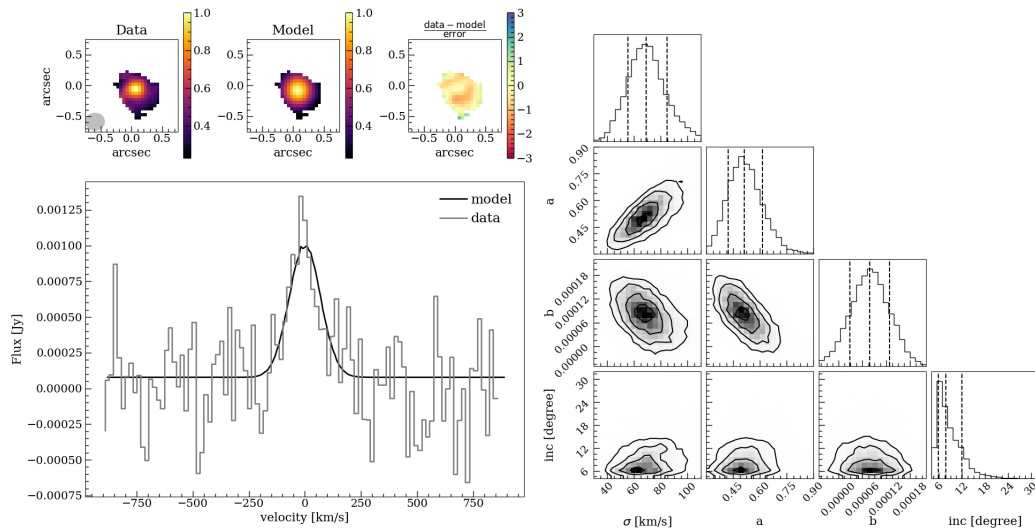 Data
Model
data − model
error
1.0
0.8
0.6
0.4
1.0
0.8
0.6
0.4
3
2
1
0
−1
−2
−3
arcsec
0.5
0.0
−0.5
−0.5 0.0 0.5
−0.5 0.0 0.5
−0.5 0.0 0.5
arcsec
arcsec
arcsec
model
data
Flux [Jy]
0.00125
0.00100
0.00075
0.00050
0.00025
0.00000
−0.00025
−0.00050
−0.00075
−750 −500 −250 0 250 500 750
velocity [km/s]
a
0.90
0.75
0.60
0.45
b
0.00018
0.00012
0.00006
0.00000
inc [degree]
30
24
18
12
6
40 60 80 100
σ [km/s]
0.45 0.60 0.75 0.90
a
0.00000 0.00006 0.00012 0.00018
b
6 12 18 24 30
inc [degree]